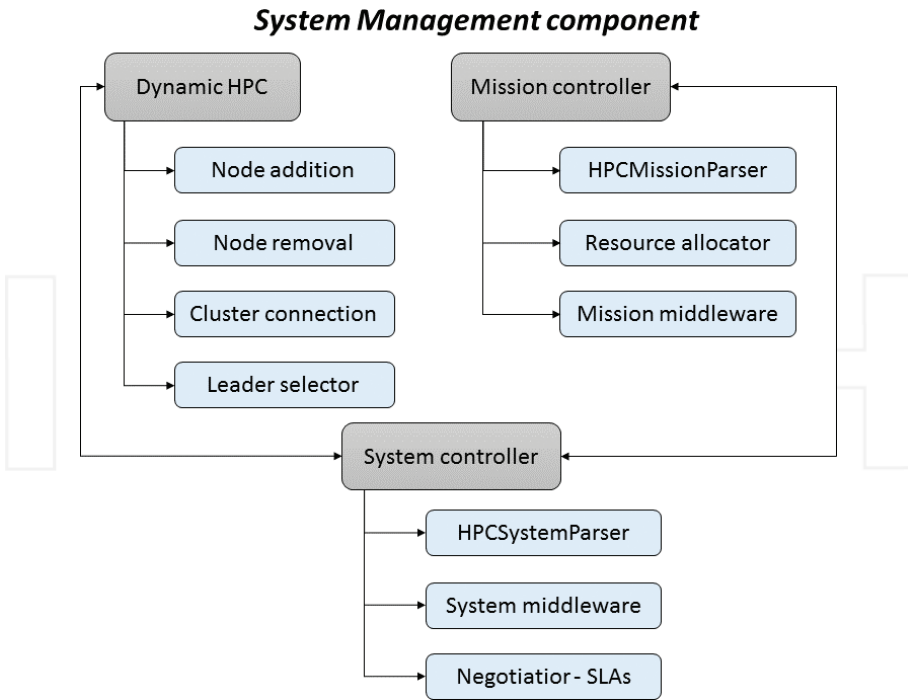 System Management component
Dynamic HPC
Node addition
Node removal
Cluster connection
Leader selector
Mission controller
HPCMissionParser
Resource allocator
Mission middleware
System controller
HPCSystemParser
System middleware
Negotiatior - SLAs